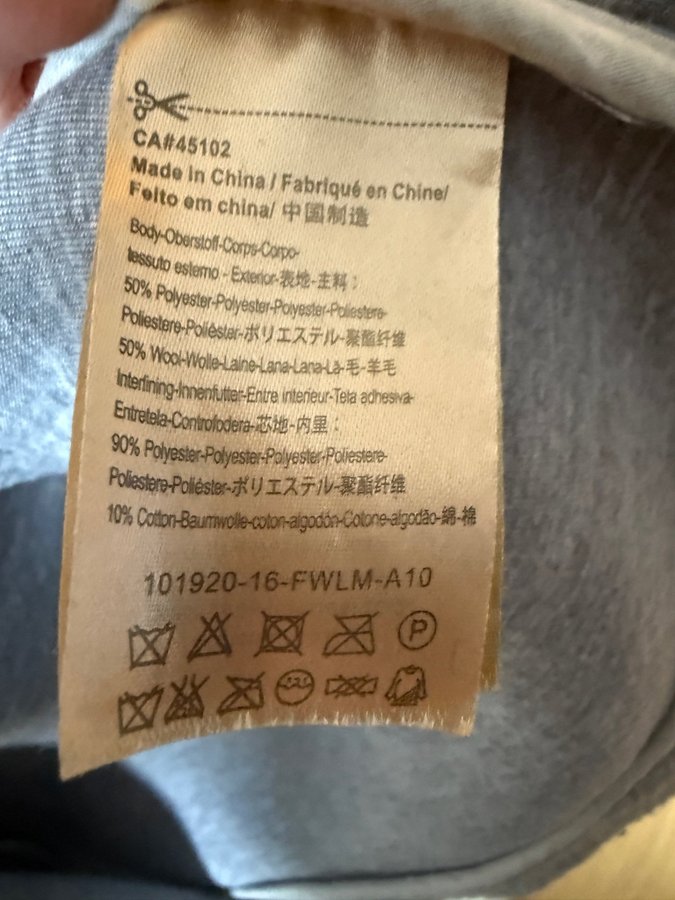 CA#45102
Made in China / Fabriqué en Chine/
Feito em china/ 中国制造
Body-Oberstoff-Corps-Corpo-
tessuto esterno - Exterior-表地-主料：
50% Polyester-Polyester-Polyester-Poliestere-
Poliestere-Poliéster-ポリエステル-聚酯纤维
50% Wool-Wolle-Laine-Lana-Lana-Lã-毛-羊毛
Interlining-Innenfutter-Entre interieur-Tela adhesiva-
Entretela-Controfodera-芯地-内里：
90% Polyester-Polyester-Polyester-Poliestere-
Poliestere-Poliéster-ポリエステル-聚酯纤维
10% Cotton-Baumwolle-coton-algodón-Cotone-algodão-綿-棉
101920-16-FWLM-A10
P